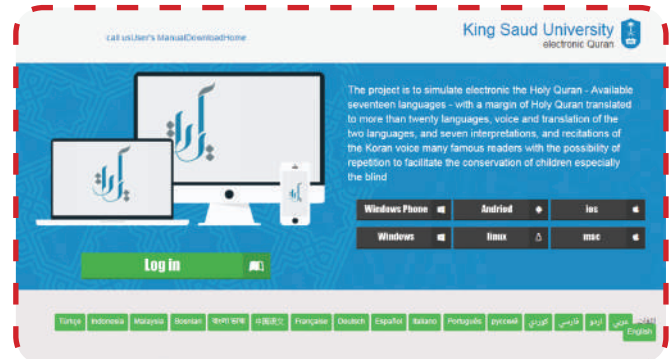 call usUser's ManualDownloadHome
King Saud University
electronic Quran
The project is to simulate electronic the Holy Quran - Available
seventeen languages - with a margin of Holy Quran translated
to more than twenty languages, voice and translation of the
two languages, and seven interpretations, and recitations of
the Koran voice many famous readers with the possibility of
repetition to facilitate the conservation of children especially
the blind
آيات
آيات
آيات
Windows Phone Andriod ios
Windows linux mac
Log in
Türkçe Indonesia Malaysia Bosnian বাংলা ভাষা 中国语文 Française Deutsch Español Italiano Português русский كوردي فارسي اردو عربي اللغات:
English